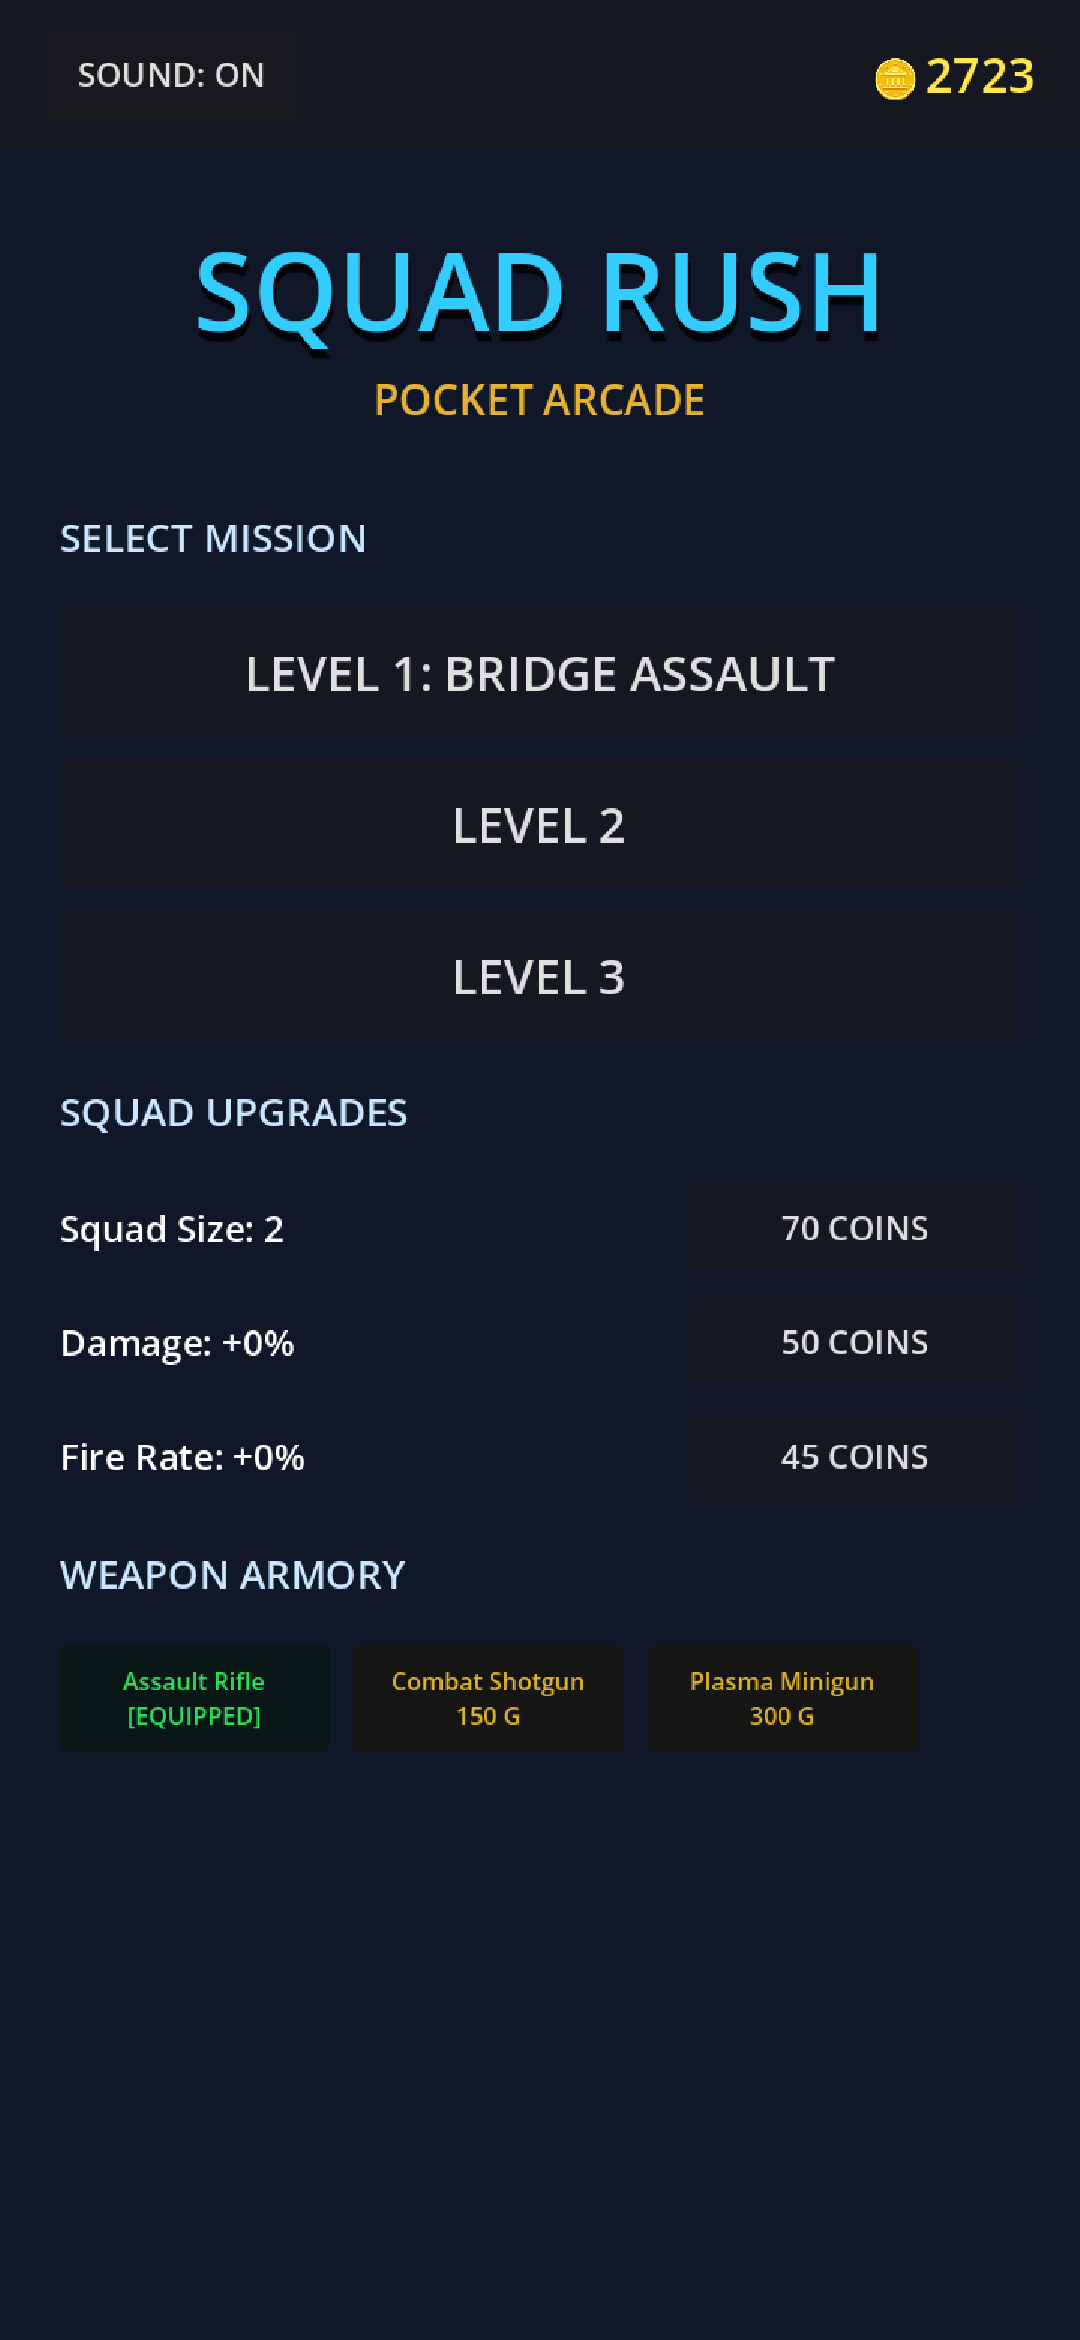 SOUND: ON
2723
SQUAD RUSH
POCKET ARCADE
SELECT MISSION
LEVEL 1: BRIDGE ASSAULT
LEVEL 2
LEVEL 3
SQUAD UPGRADES
Squad Size: 2
70 COINS
Damage: +0%
50 COINS
Fire Rate: +0%
45 COINS
WEAPON ARMORY
Assault Rifle
[EQUIPPED]
Combat Shotgun
150 G
Plasma Minigun
300 G